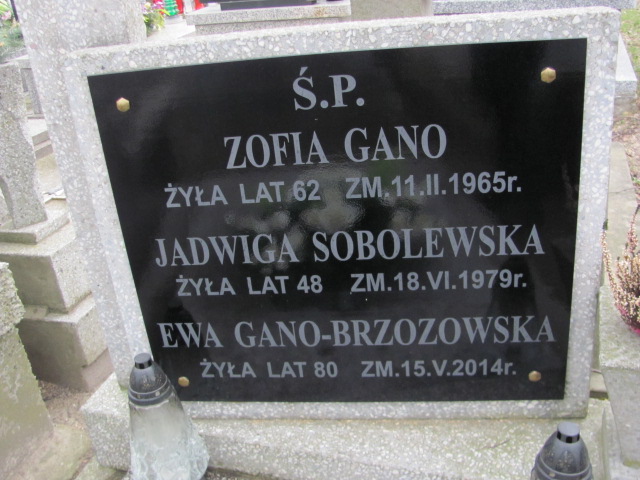 Ś.P.
ZOFIA GANO
ŻYŁA LAT 62 ZM.11.II.1965r.
JADWIGA SOBOLEWSKA
ŻYŁA LAT 48 ZM.18.VI.1979r.
EWA GANO-BRZOZOWSKA
ŻYŁA LAT 80 ZM.15.V.2014r.